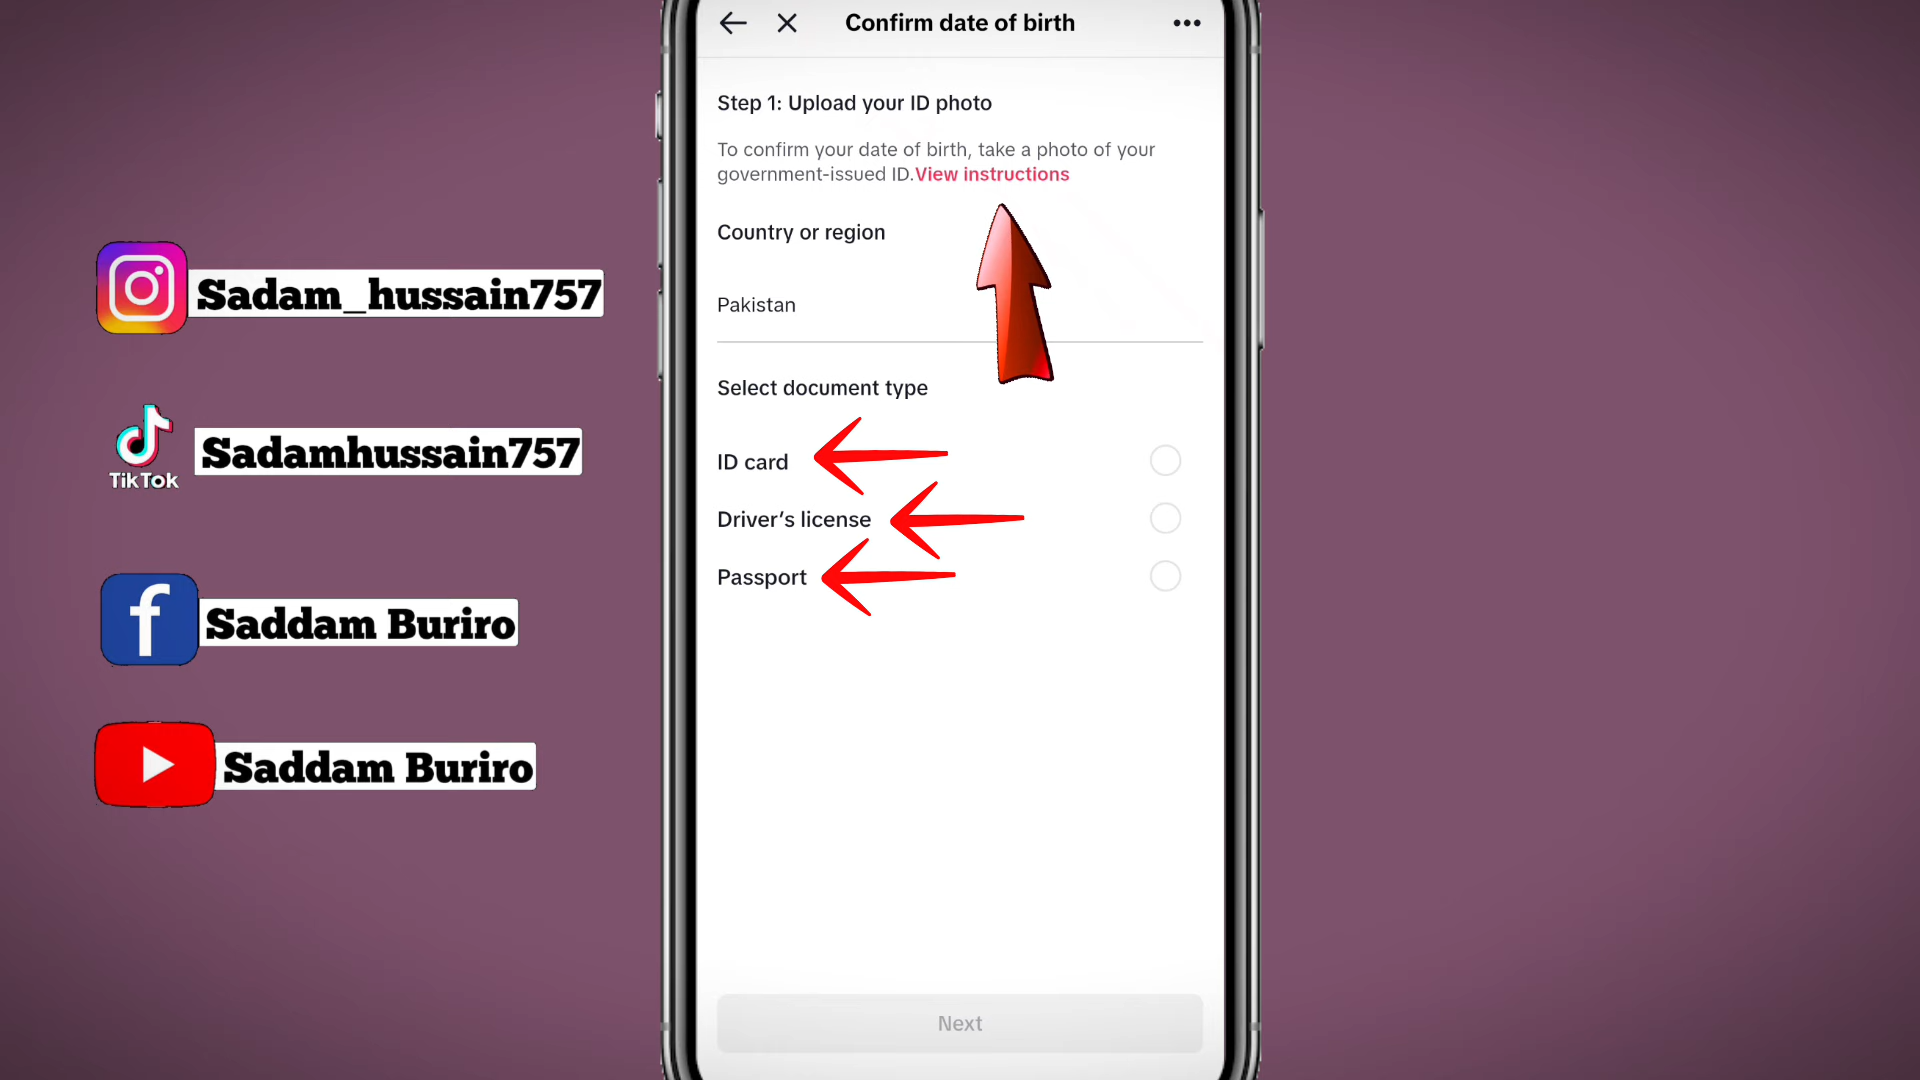 Confirm date of birth
Step 1: Upload your ID photo
To confirm your date of birth, take a photo of your
government-issued ID.View instructions
Country or region
Pakistan
Select document type
ID card
Driver’s license
Passport
Next
Sadam_hussain757
TikTok
Sadamhussain757
f
Saddam Buriro
Saddam Buriro